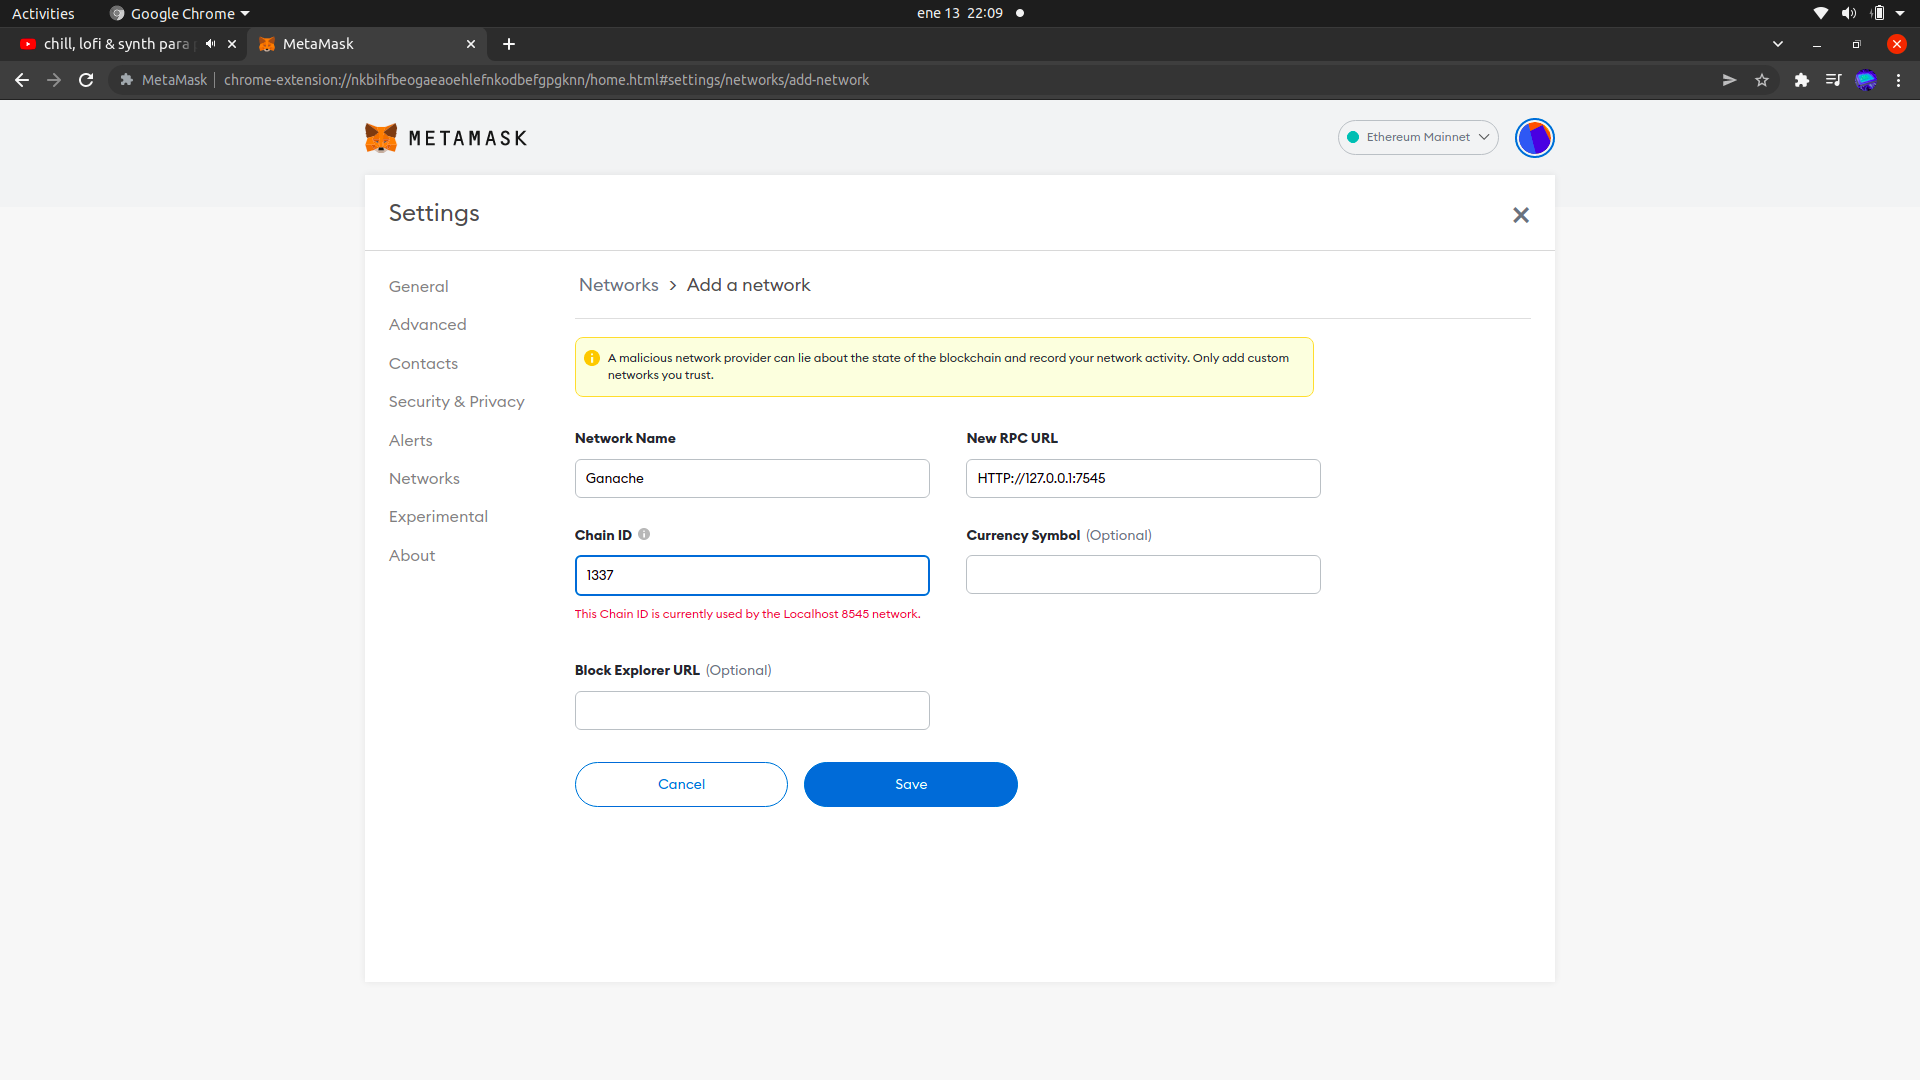 Activities
Google Chrome
ene 13 22:09
chill, lofi & synth para
MetaMask
MetaMask
chrome-extension://nkbihfbeogaeaoehlefnkodbefgpgknn/home.html#settings/networks/add-network
METAMASK
Ethereum Mainnet
Settings
General
Advanced
Contacts
Security & Privacy
Alerts
Networks
Experimental
About
Networks > Add a network
A malicious network provider can lie about the state of the blockchain and record your network activity. Only add custom
networks you trust.
Network Name
New RPC URL
Ganache
HTTP://127.0.0.1:7545
Chain ID
Currency Symbol (Optional)
1337
This Chain ID is currently used by the Localhost 8545 network.
Block Explorer URL (Optional)
Cancel
Save